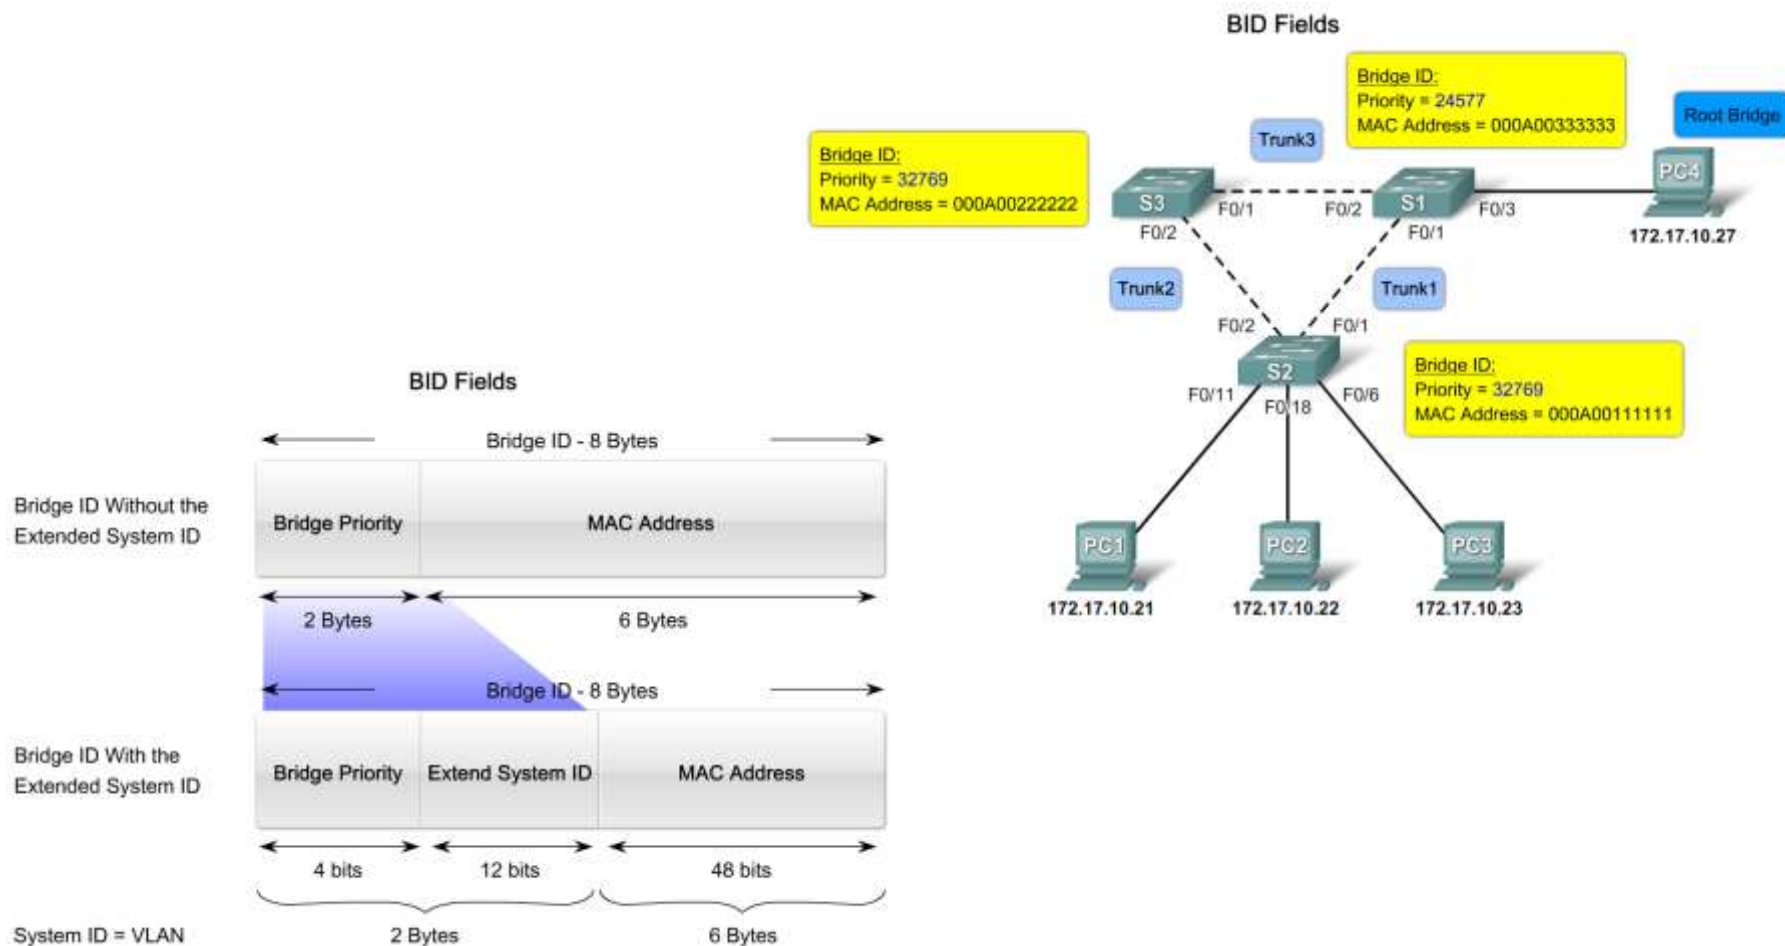 BID Fields
Bridge ID - 8 Bytes
Bridge ID Without the
Extended System ID
Bridge Priority
MAC Address
2 Bytes
6 Bytes
Bridge ID - 8 Bytes
Bridge ID With the
Extended System ID
Bridge Priority
Extend System ID
MAC Address
4 bits
12 bits
48 bits
System ID = VLAN
2 Bytes
6 Bytes
BID Fields
Bridge ID:
Priority = 24577
MAC Address = 000A00333333
Root Bridge
Trunk3
Bridge ID:
Priority = 32769
MAC Address = 000A00222222
S3
F0/1
F0/2
S1
F0/3
PC4
172.17.10.27
F0/2
F0/1
Trunk2
Trunk1
F0/2
F0/1
S2
Bridge ID:
Priority = 32769
MAC Address = 000A00111111
F0/11
F0/18
F0/6
PC1
PC2
PC3
172.17.10.21
172.17.10.22
172.17.10.23